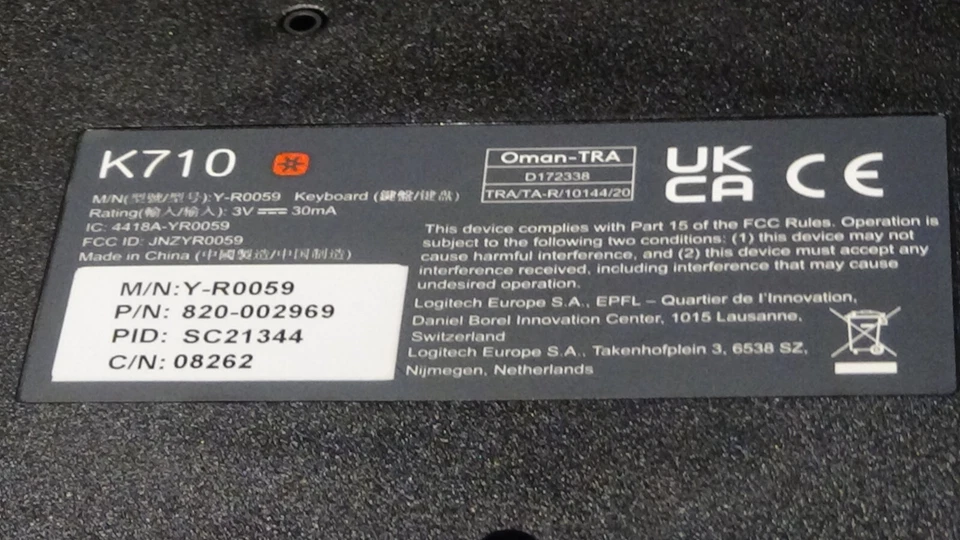 K710
M/N(型號/型号):Y-R0059 Keyboard (鍵盤/键盘)
Rating(輸入/输入): 3V 30mA
IC: 4418A-YR0059
FCC ID: JNZYR0059
Made in China (中國製造/中国制造)
M/N:Y-R0059
P/N: 820-002969
PID: SC21344
C/N: 08262
Oman-TRA
D172338
TRA/TA-R/10144/20
UK
CA
CE
This device complies with Part 15 of the FCC Rules. Operation is
subject to the following two conditions: (1) this device may not
cause harmful interference, and (2) this device must accept any
interference received, including interference that may cause
undesired operation.
Logitech Europe S.A., EPFL – Quartier de l'Innovation,
Daniel Borel Innovation Center, 1015 Lausanne,
Switzerland
Logitech Europe S.A., Takenhofplein 3, 6538 SZ,
Nijmegen, Netherlands